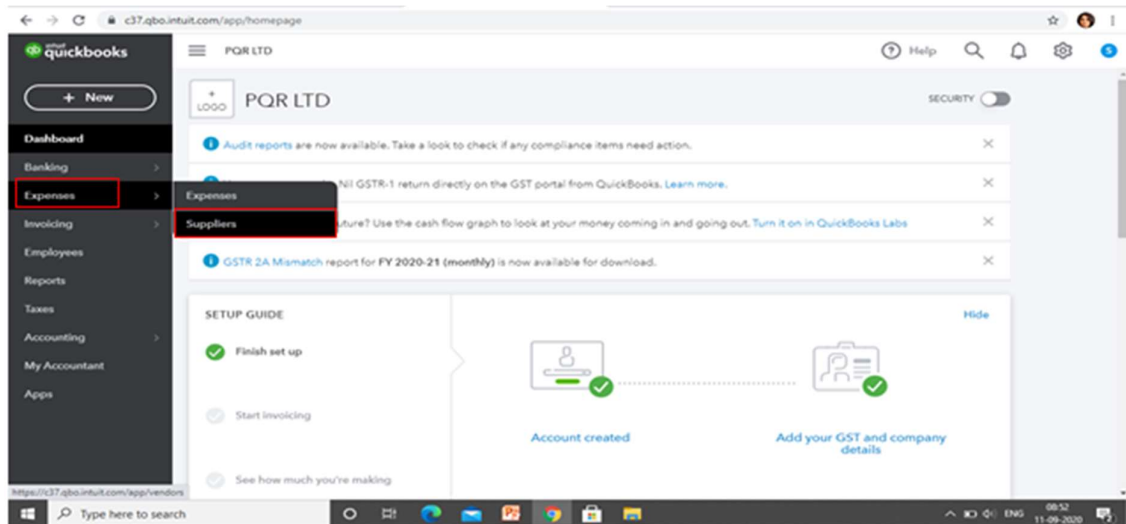 c37.qbo.intuit.com/app/homepage
intuit
quickbooks
PQR LTD
Help
S
+ New
+
LOGO
PQR LTD
SECURITY
Dashboard
Audit reports are now available. Take a look to check if any compliance items need action.
Banking
Nil GSTR-1 return directly on the GST portal from QuickBooks. Learn more.
Expenses
Expenses
Invoicing
Suppliers
uture? Use the cash flow graph to look at your money coming in and going out. Turn it on in QuickBooks Labs
Employees
GSTR 2A Mismatch report for FY 2020-21 (monthly) is now available for download.
Reports
Taxes
SETUP GUIDE
Hide
Accounting
Finish set up
My Accountant
Apps
Start invoicing
Account created
Add your GST and company
details
See how much you're making
https://c37.qbo.intuit.com/app/vendors
Type here to search
ENG
08:52
11-09-2020